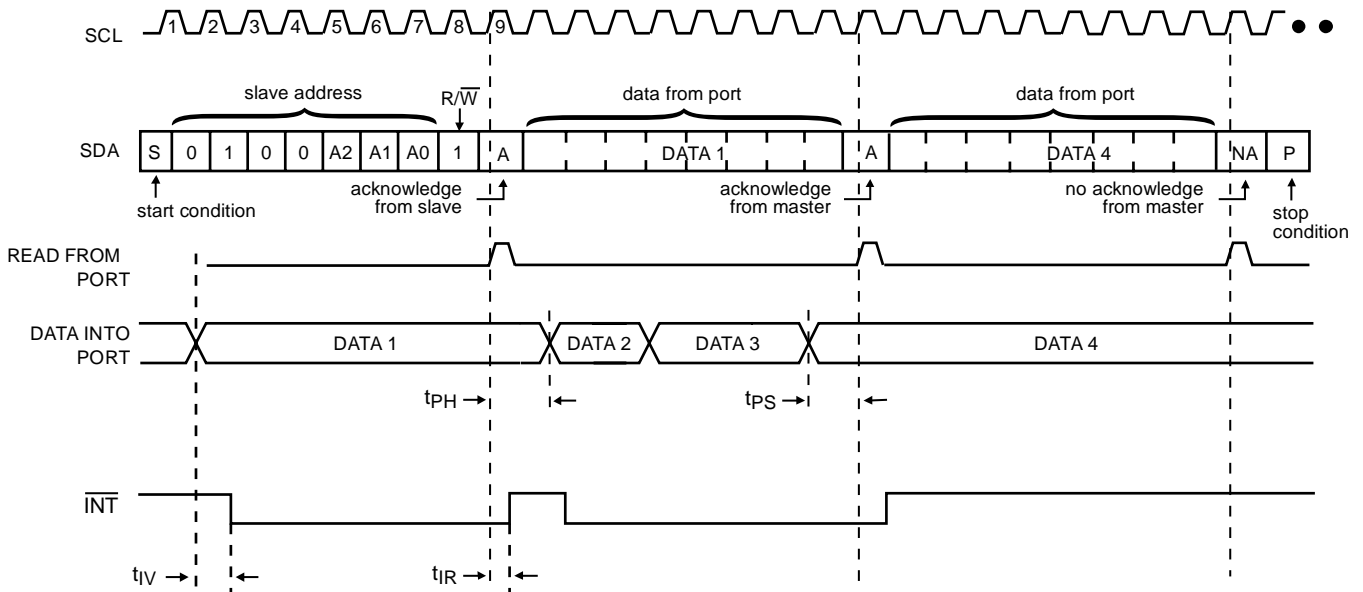 SCL 1 2 3 4 5 6 7 8 9
slave address R/W̅ data from port data from port
SDA S 0 1 0 0 A2 A1 A0 1 A DATA 1 A DATA 4 NA P
start condition
acknowledge
from slave
acknowledge
from master
no acknowledge
from master
stop
condition
READ FROM
PORT
DATA INTO
PORT
DATA 1 DATA 2 DATA 3 DATA 4
tPH tPS
I̅N̅T̅
tIV tIR